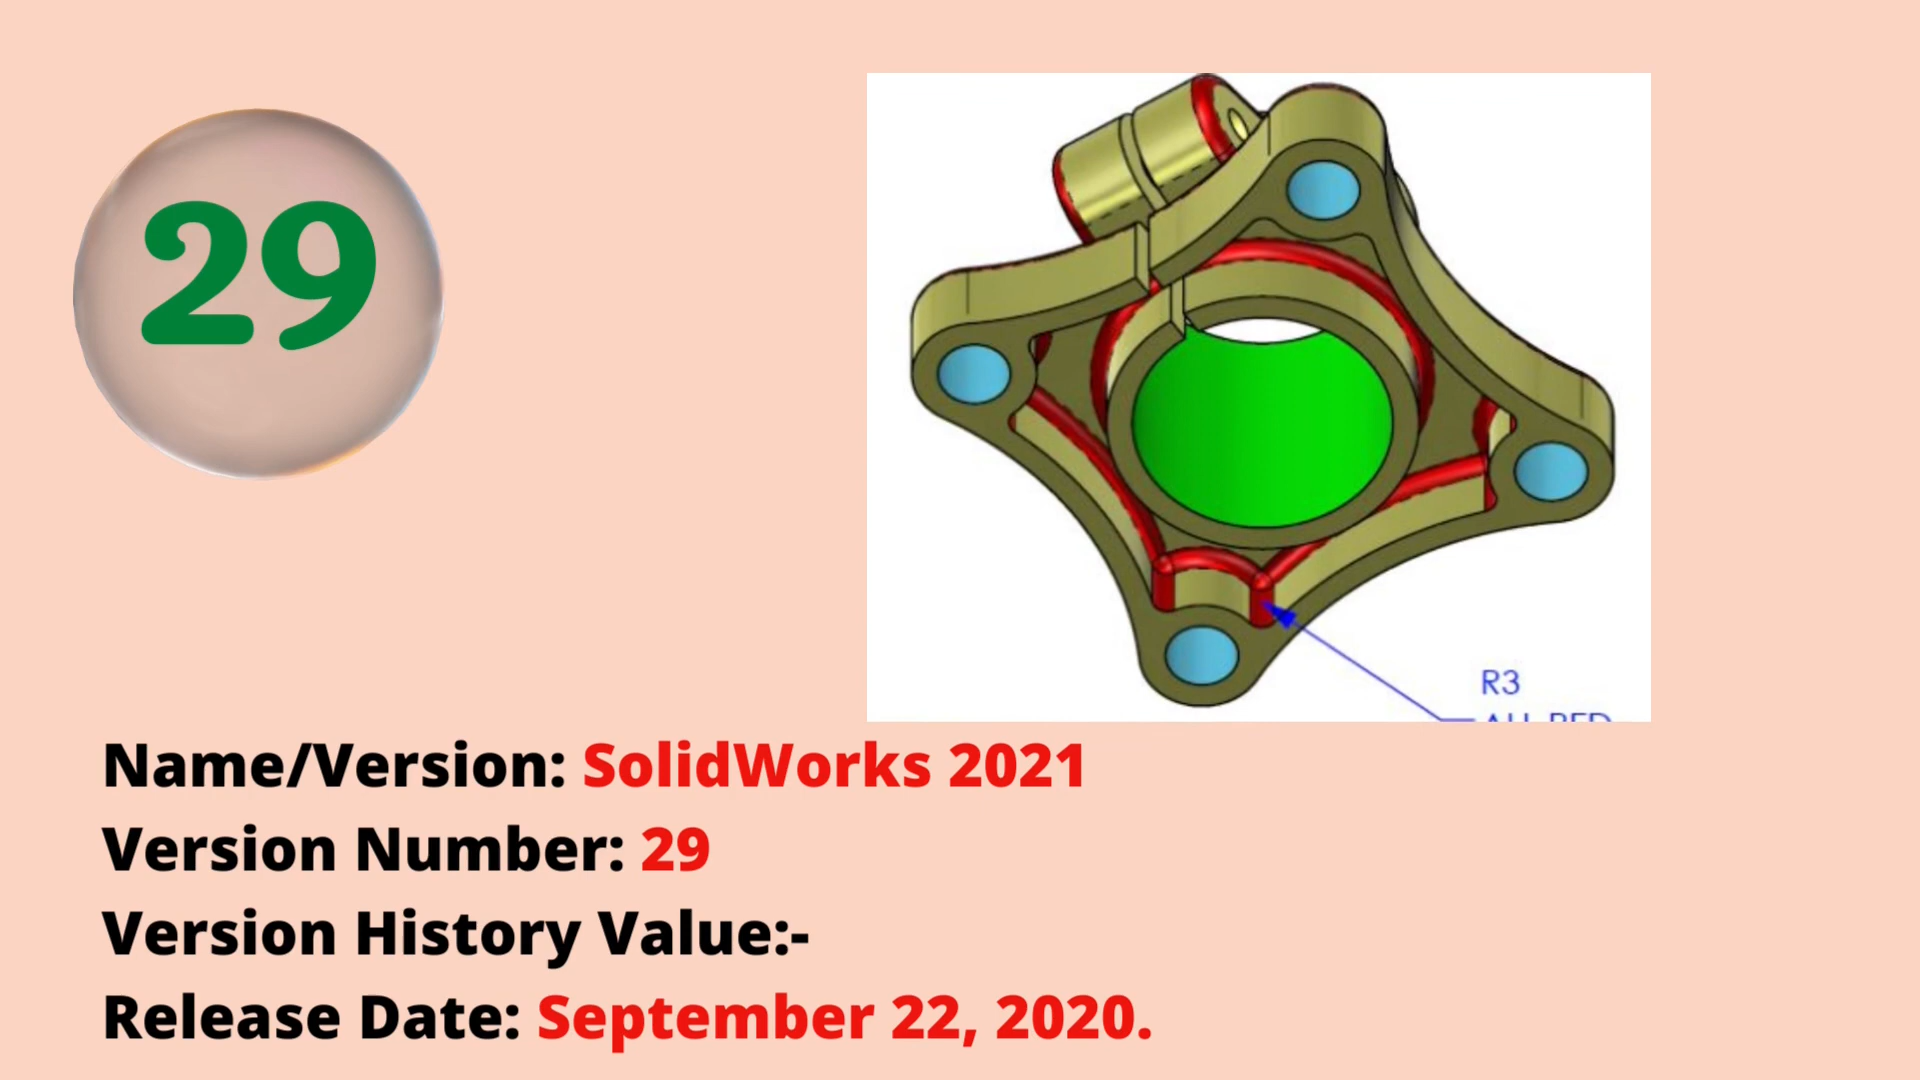 29
R3
Name/Version: SolidWorks 2021
Version Number: 29
Version History Value:-
Release Date: September 22, 2020.